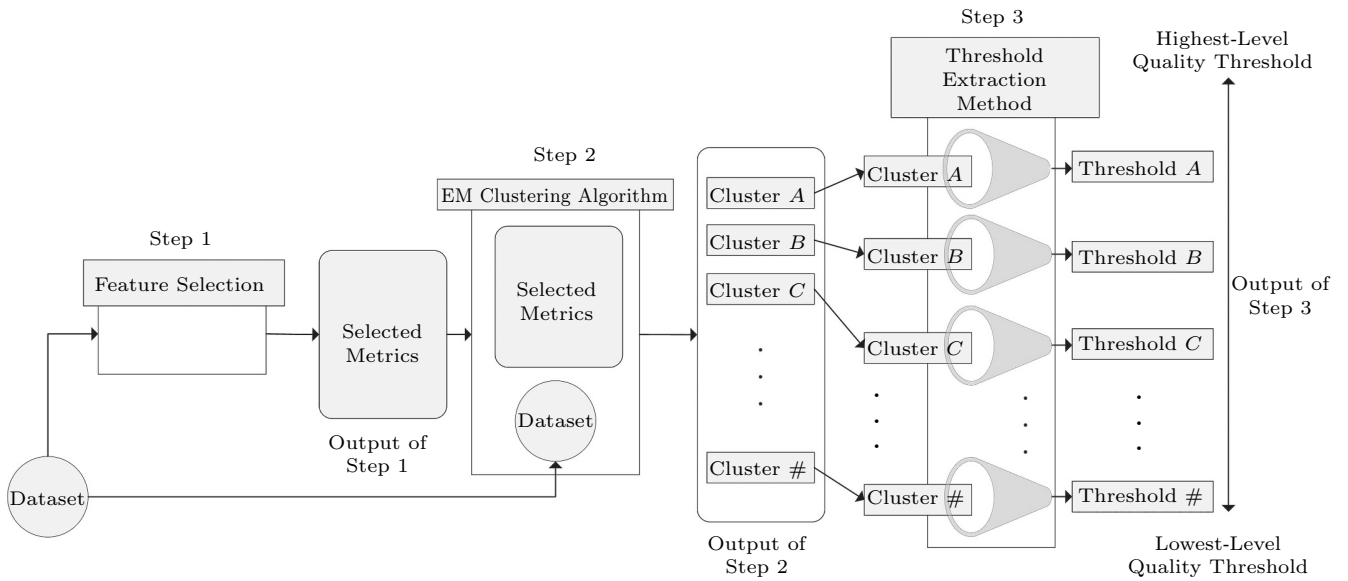 Step 1
Feature Selection
Dataset
Selected
Metrics
Output of
Step 1
Step 2
EM Clustering Algorithm
Selected
Metrics
Dataset
Cluster A
Cluster B
Cluster C
Cluster #
Output of
Step 2
Step 3
Threshold
Extraction
Method
Cluster A
Cluster B
Cluster C
Cluster #
Threshold A
Threshold B
Threshold C
Threshold #
Highest-Level
Quality Threshold
Output of
Step 3
Lowest-Level
Quality Threshold